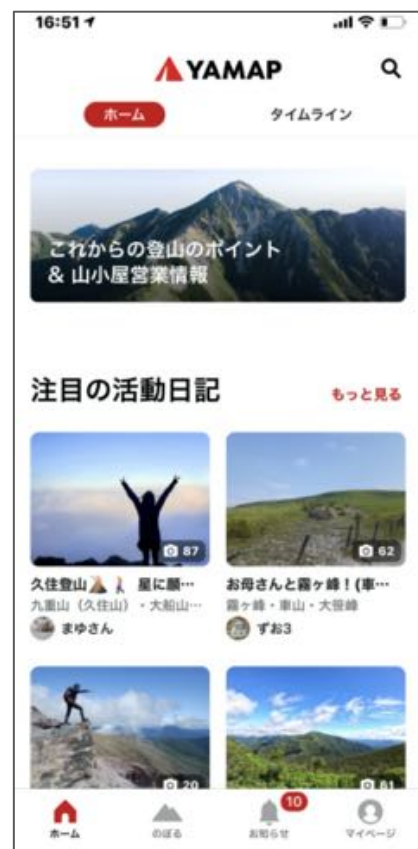 16:51
YAMAP
ホーム
タイムライン
これからの登山のポイント
& 山小屋営業情報
注目の活動日記
もっと見る
87
62
久住登山🌋🚶 星に願…
お母さんと霧ヶ峰！(車…
九重山（久住山）・大船山…
霧ヶ峰・車山・大笹峰
まゆさん
ずお3
20
61
ホーム
のぼる
10
お知らせ
マイページ